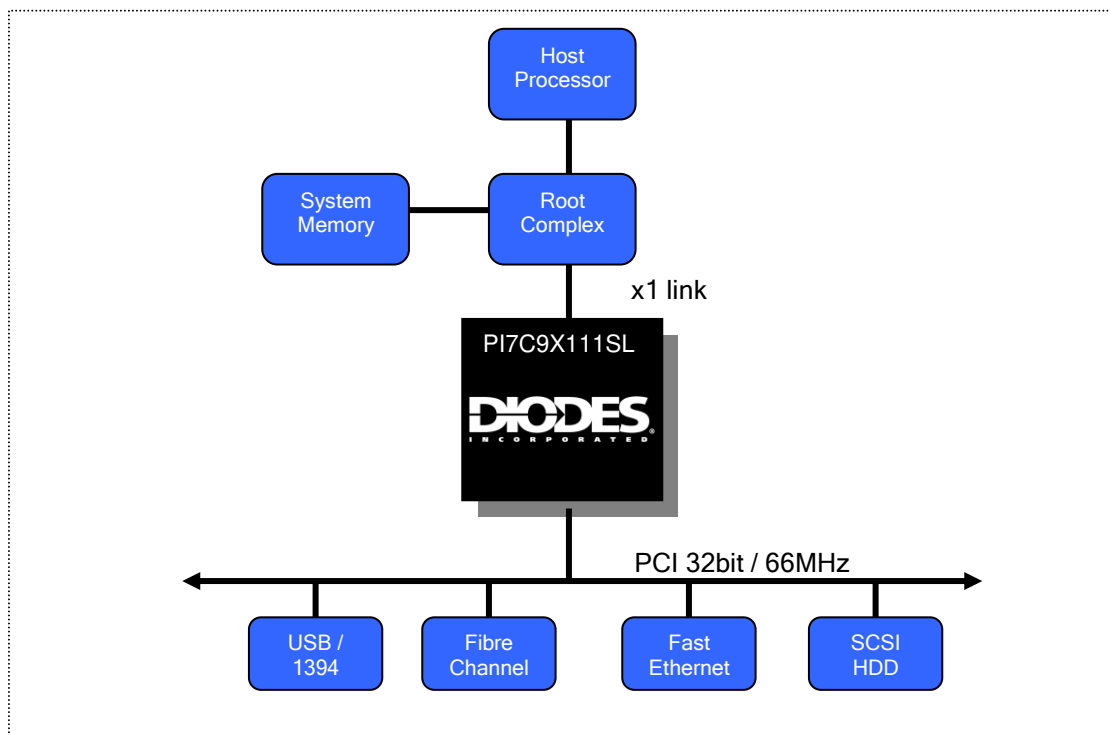 Host
Processor
System
Memory
Root
Complex
x1 link
PI7C9X111SL
DIODES®
INCORPORATED
PCI 32bit / 66MHz
USB /
1394
Fibre
Channel
Fast
Ethernet
SCSI
HDD